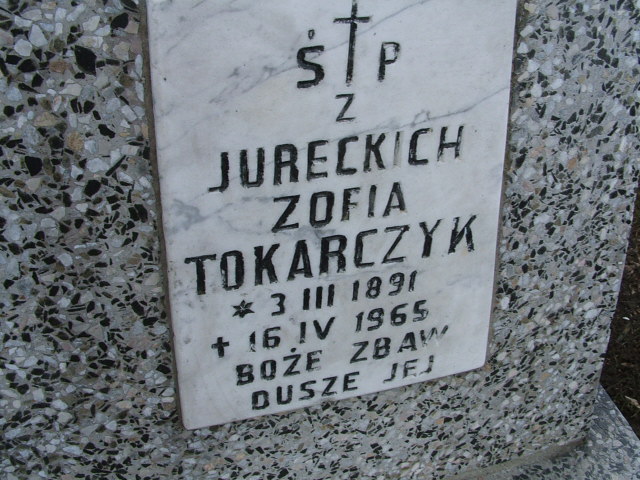 Ś † P
Z
JURECKICH
ZOFIA
TOKARCZYK
* 3 III 1891
+ 16.IV 1965
BOŻE ZBAW
DUSZE JEJ